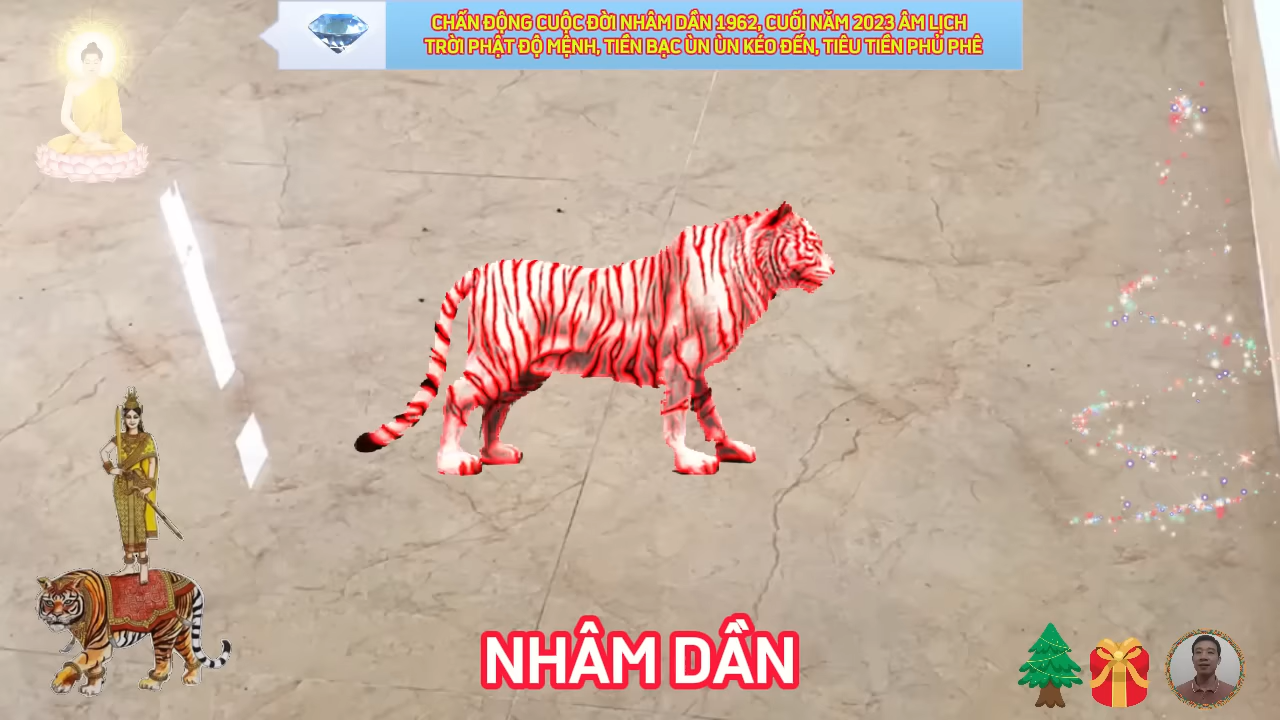 CHẤN ĐỘNG CUỘC ĐỜI NHÂM DẦN 1962, CUỐI NĂM 2023 ÂM LỊCH
TRỜI PHẬT ĐỘ MỆNH, TIỀN BẠC ÙN ÙN KÉO ĐẾN, TIÊU TIỀN PHỦ PHÊ
NHÂM DẦN